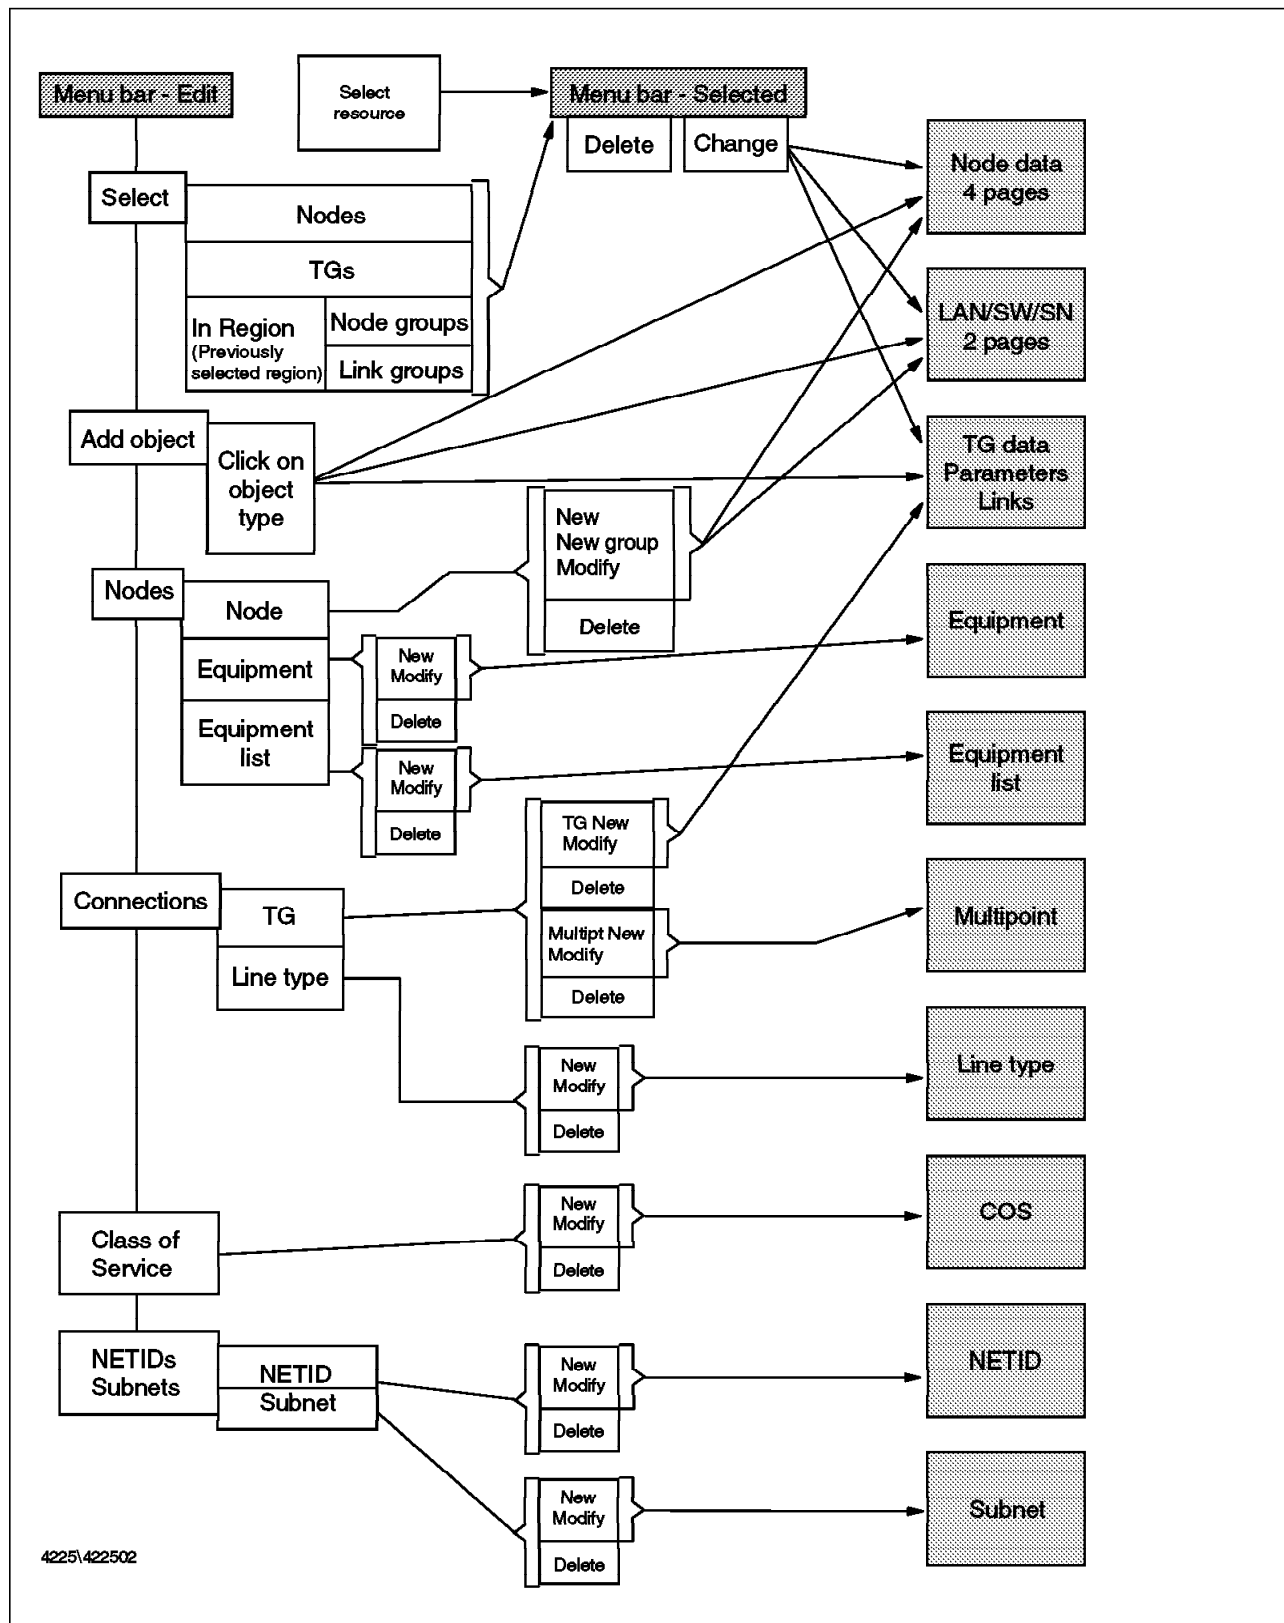 Menu bar - Edit
Select
resource
Menu bar - Selected
Delete
Change
Select
Nodes
TGs
In Region
(Previously
selected region)
Node groups
Link groups
Node data
4 pages
LAN/SW/SN
2 pages
Add object
Click on
object
type
TG data
Parameters
Links
Nodes
Node
New
New group
Modify
Delete
Equipment
New
Modify
Delete
Equipment
Equipment
list
New
Modify
Delete
Equipment
list
Connections
TG
TG New
Modify
Delete
Multipt New
Modify
Delete
Multipoint
Line type
New
Modify
Delete
Line type
Class of
Service
New
Modify
Delete
COS
NETIDs
Subnets
NETID
Subnet
New
Modify
Delete
NETID
New
Modify
Delete
Subnet
4225\422502